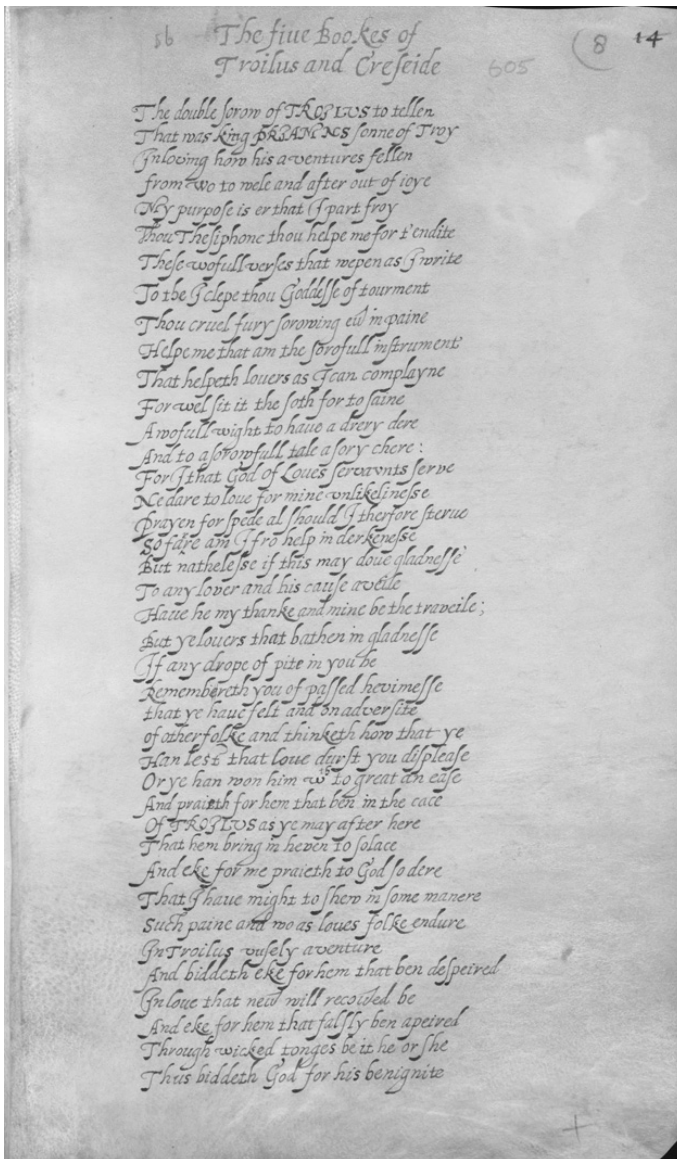 56 The fiue Bookes of (8 14
Troilus and Creseide 605
The double sorow of TROILUS to tellen
That was king PRIAMUS sonne of Troy
In loving how his aventures fellen
from wo to wele and after out of ioye
My purpose is er that I part froy
Thou Thesiphone thou helpe me for t'endite
These wofull verses that wepen as I write
To the I clepe thou Goddesse of tourment
Thou cruel fury sorowing in paine
Helpe me that am the sorofull instrument
That helpeth louers as I can complayne
For wel sit it the soth for to saine
A wofull wight to haue a drery dere
And to a sorowfull tale a sory chere:
For I that God of Loues servavnts serve
Ne dare to loue for mine vnlikelinesse
Prayen for spede al should I therfore sterue
So farre am I fro help in derkenesse
But nathelesse if this may doue gladnesse
To any lover and his cause aveile
Haue he my thanke and mine be the traveile;
But ye louers that bathen in gladnesse
If any drope of pite in you be
Remembereth you of passed hevinesse
that ye haue felt and on adversite
of other folke and thinketh how that ye
Han lest that loue durst you displease
Or ye han won him wt to great an ease
And praieth for hem that ben in the cace
Of TROILUS as ye may after here
That hem bring in heven to solace
And eke for me praieth to God so dere
That I haue might to shew in some manere
Such paine and wo as loues folke endure
In Troilus vusely aventure
And biddeth eke for hem that ben despeired
In loue that will recoured be
And eke for hem that falsly ben apeired
Through wicked tonges be it he or she
Thus biddeth God for his benignite